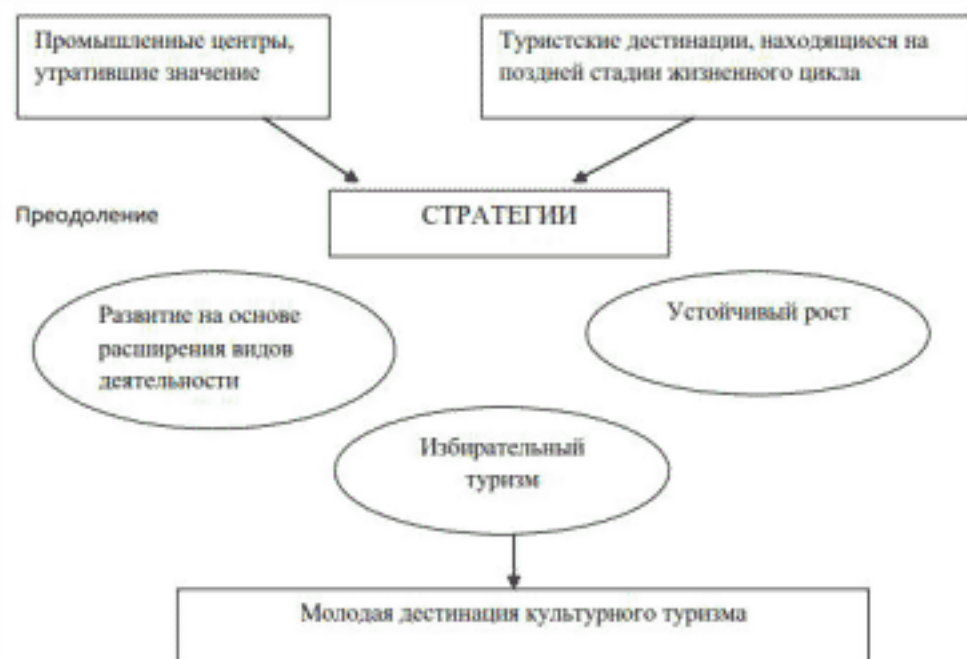 Промышленные центры,
утратившие значение
Туристские дестинации, находящиеся на
поздней стадии жизненного цикла
Преодоление
СТРАТЕГИИ
Развитие на основе
расширения видов
деятельности
Устойчивый рост
Избирательный
туризм
Молодая дестинация культурного туризма